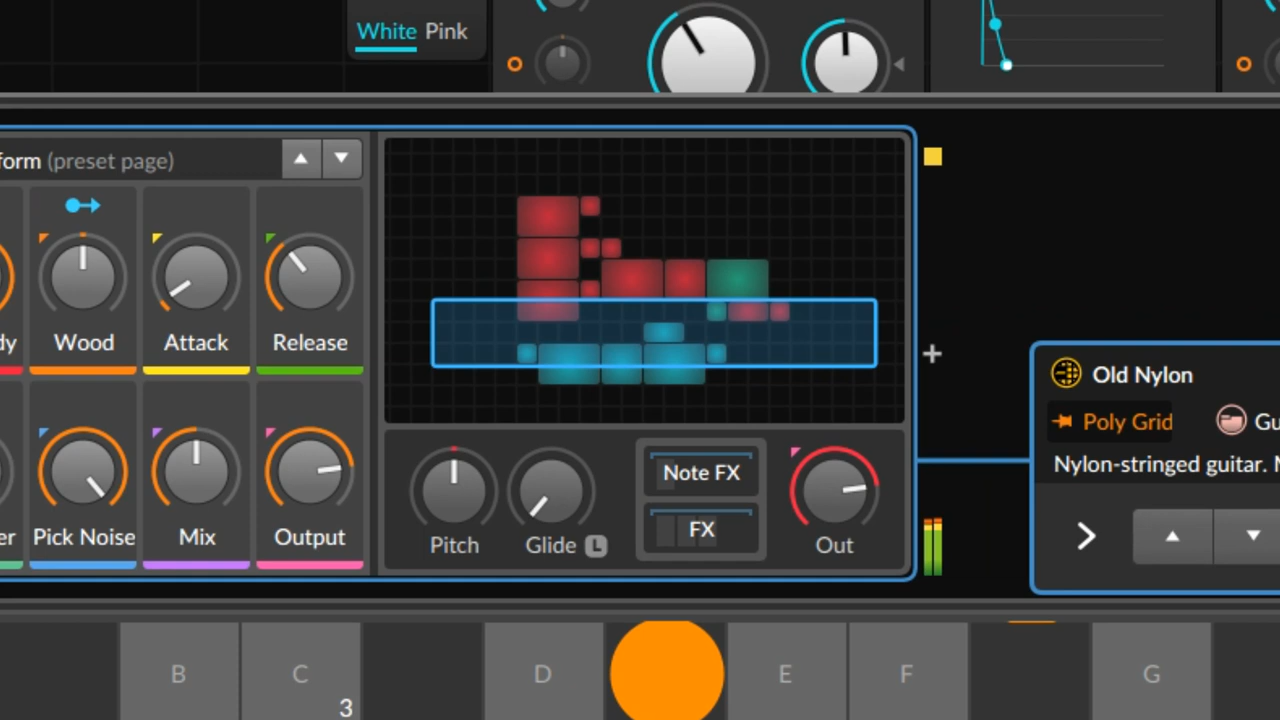 White Pink
form (preset page)
dy
Wood
Attack
Release
er
Pick Noise
Mix
Output
Pitch
Glide L
Note FX
FX
Out
Old Nylon
Poly Grid
Gu
Nylon-stringed guitar.
B
C
3
D
E
F
G